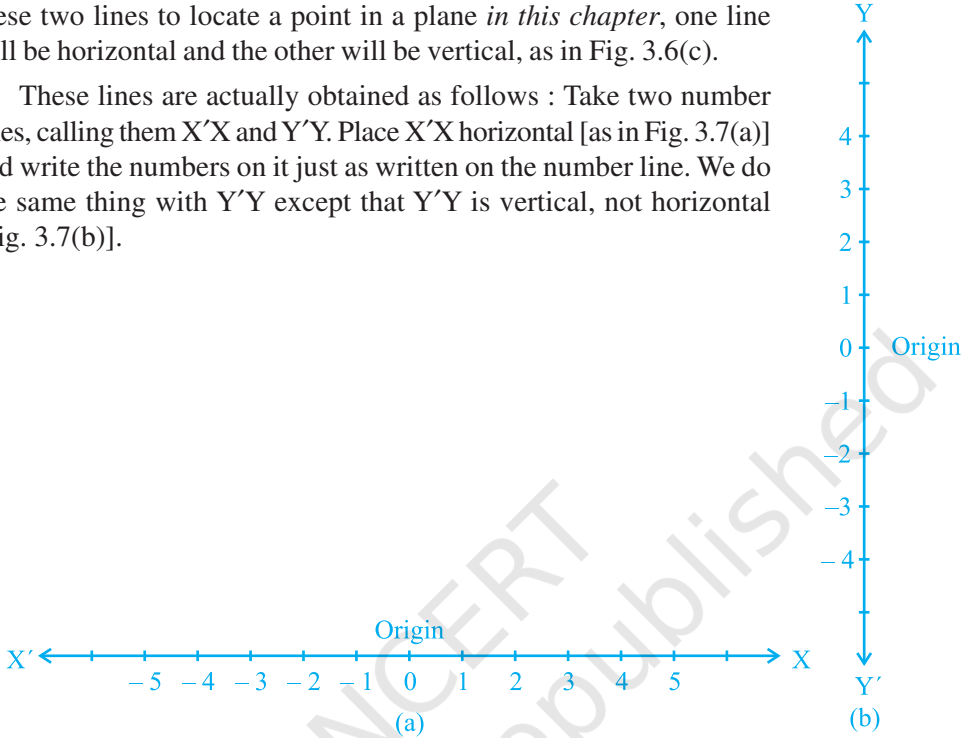 ese two lines to locate a point in a plane in this chapter, one line
ll be horizontal and the other will be vertical, as in Fig. 3.6(c).
These lines are actually obtained as follows : Take two number
es, calling them X′X and Y′Y. Place X′X horizontal [as in Fig. 3.7(a)]
d write the numbers on it just as written on the number line. We do
e same thing with Y′Y except that Y′Y is vertical, not horizontal
ig. 3.7(b)].
Y
4
3
2
1
0 Origin
–1
–2
–3
– 4
Y′
(b)
Origin
X′ X
– 5 – 4 – 3 – 2 – 1 0 1 2 3 4 5
(a)
NCERT
republished